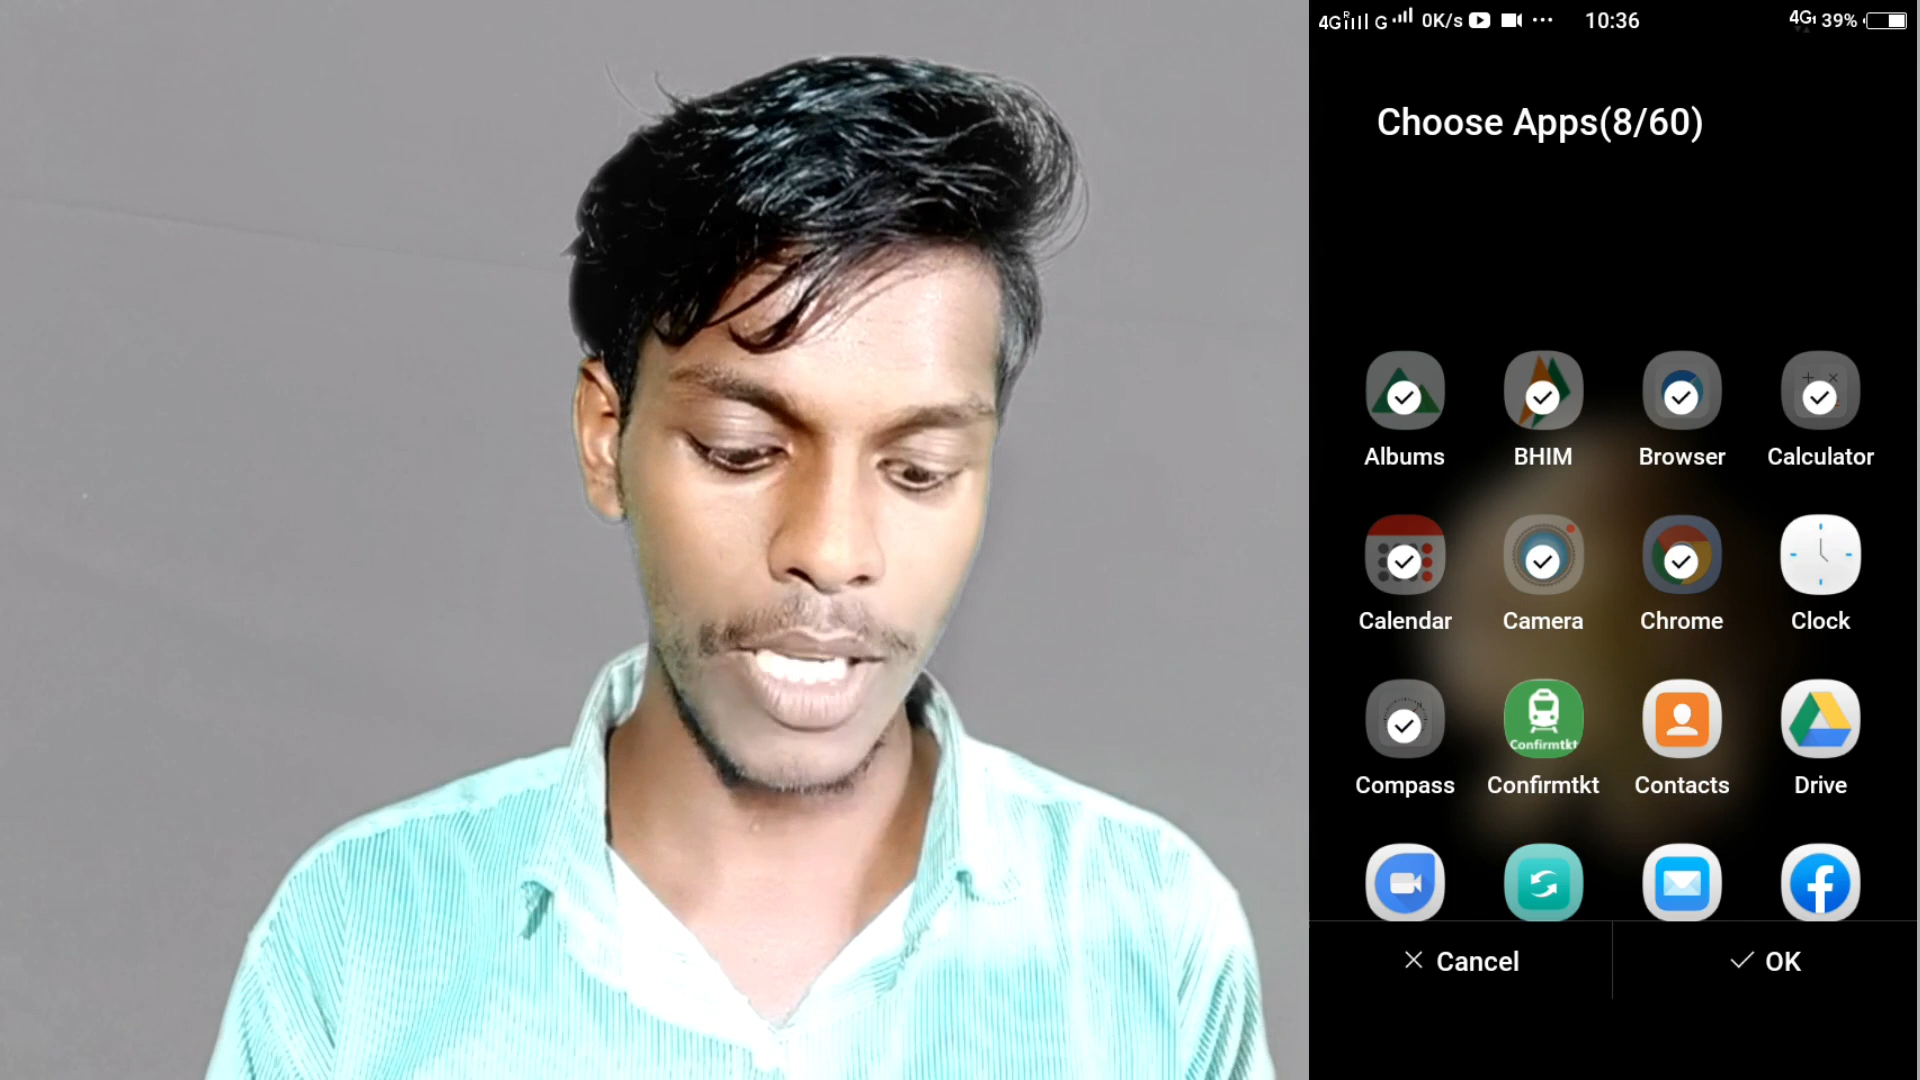 4G R G 0K/s ··· 10:36 4G 39%
Choose Apps(8/60)
Albums BHIM Browser Calculator
Calendar Camera Chrome Clock
Confirmtkt
Compass Confirmtkt Contacts Drive
Cancel OK